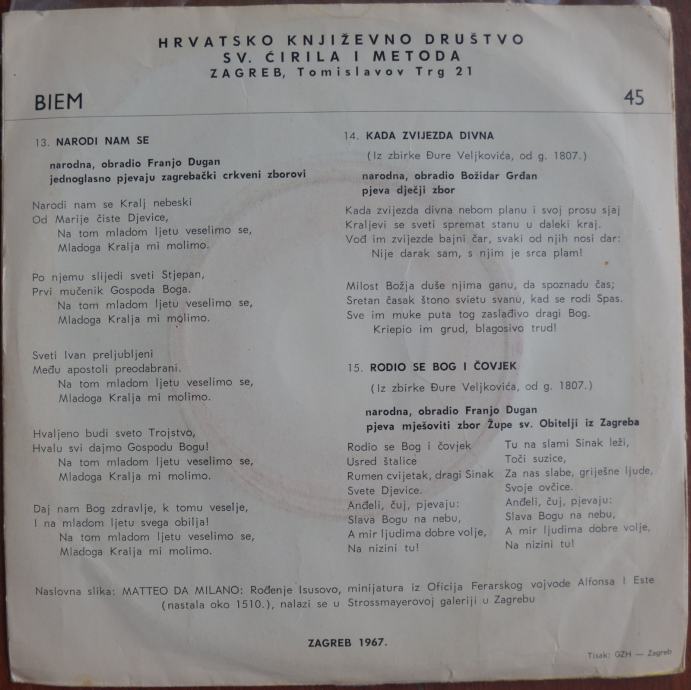 HRVATSKO KNJIŽEVNO DRUŠTVO
SV. ĆIRILA I METODA
ZAGREB, Tomislavov Trg 21
BIEM
45
13. NARODI NAM SE
narodna, obradio Franjo Dugan
jednoglasno pjevaju zagrebački crkveni zborovi
Narodi nam se Kralj nebeski
Od Marije čiste Djevice,
Na tom mladom ljetu veselimo se,
Mladoga Kralja mi molimo.
Po njemu slijedi sveti Stjepan,
Prvi mučenik Gospoda Boga.
Na tom mladom ljetu veselimo se,
Mladoga Kralja mi molimo.
Sveti Ivan preljubljeni
Među apostoli preodabrani.
Na tom mladom ljetu veselimo se,
Mladoga Kralja mi molimo.
Hvaljeno budi sveto Trojstvo,
Hvalu svi dajmo Gospodu Bogu!
Na tom mladom ljetu veselimo se,
Mladoga Kralja mi molimo.
Daj nam Bog zdravlje, k tomu veselje,
I na mladom ljetu svega obilja!
Na tom mladom ljetu veselimo se,
Mladoga Kralja mi molimo.
14. KADA ZVIJEZDA DIVNA
(Iz zbirke Đure Veljkovića, od g. 1807.)
narodna, obradio Božidar Grđan
pjeva dječji zbor
Kada zvijezda divna nebom planu i svoj prosu sjaj
Kraljevi se sveti spremat stanu u daleki kraj.
Vođ im zvijezde bajni čar, svaki od njih nosi dar:
Nije darak sam, s njim je srca plam!
Milost Božja duše njima ganu, da spoznadu čas;
Sretan časak štono svietu svanu, kad se rodi Spas.
Sve im muke puta tog zaslađivo dragi Bog.
Kriepio im grud, blagosivo trud!
15. RODIO SE BOG I ČOVJEK
(Iz zbirke Đure Veljkovića, od g. 1807.)
narodna, obradio Franjo Dugan
pjeva mješoviti zbor Župe sv. Obitelji iz Zagreba
Rodio se Bog i čovjek
Usred štalice
Rumen cvijetak, dragi Sinak
Svete Djevice.
Anđeli, čuj, pjevaju:
Slava Bogu na nebu,
A mir ljudima dobre volje,
Na nizini tu!
Tu na slami Sinak leži,
Toči suzice,
Za nas slabe, griješne ljude,
Svoje ovčice.
Anđeli, čuj, pjevaju:
Slava Bogu na nebu,
A mir ljudima dobre volje,
Na nizini tu!
Naslovna slika: MATTEO DA MILANO: Rođenje Isusovo, minijatura iz Oficija Ferarskog vojvode Alfonsa I Este
(nastala oko 1510.), nalazi se u Strossmayerovoj galeriji u Zagrebu
ZAGREB 1967.
Tisak: GZH — Zagreb